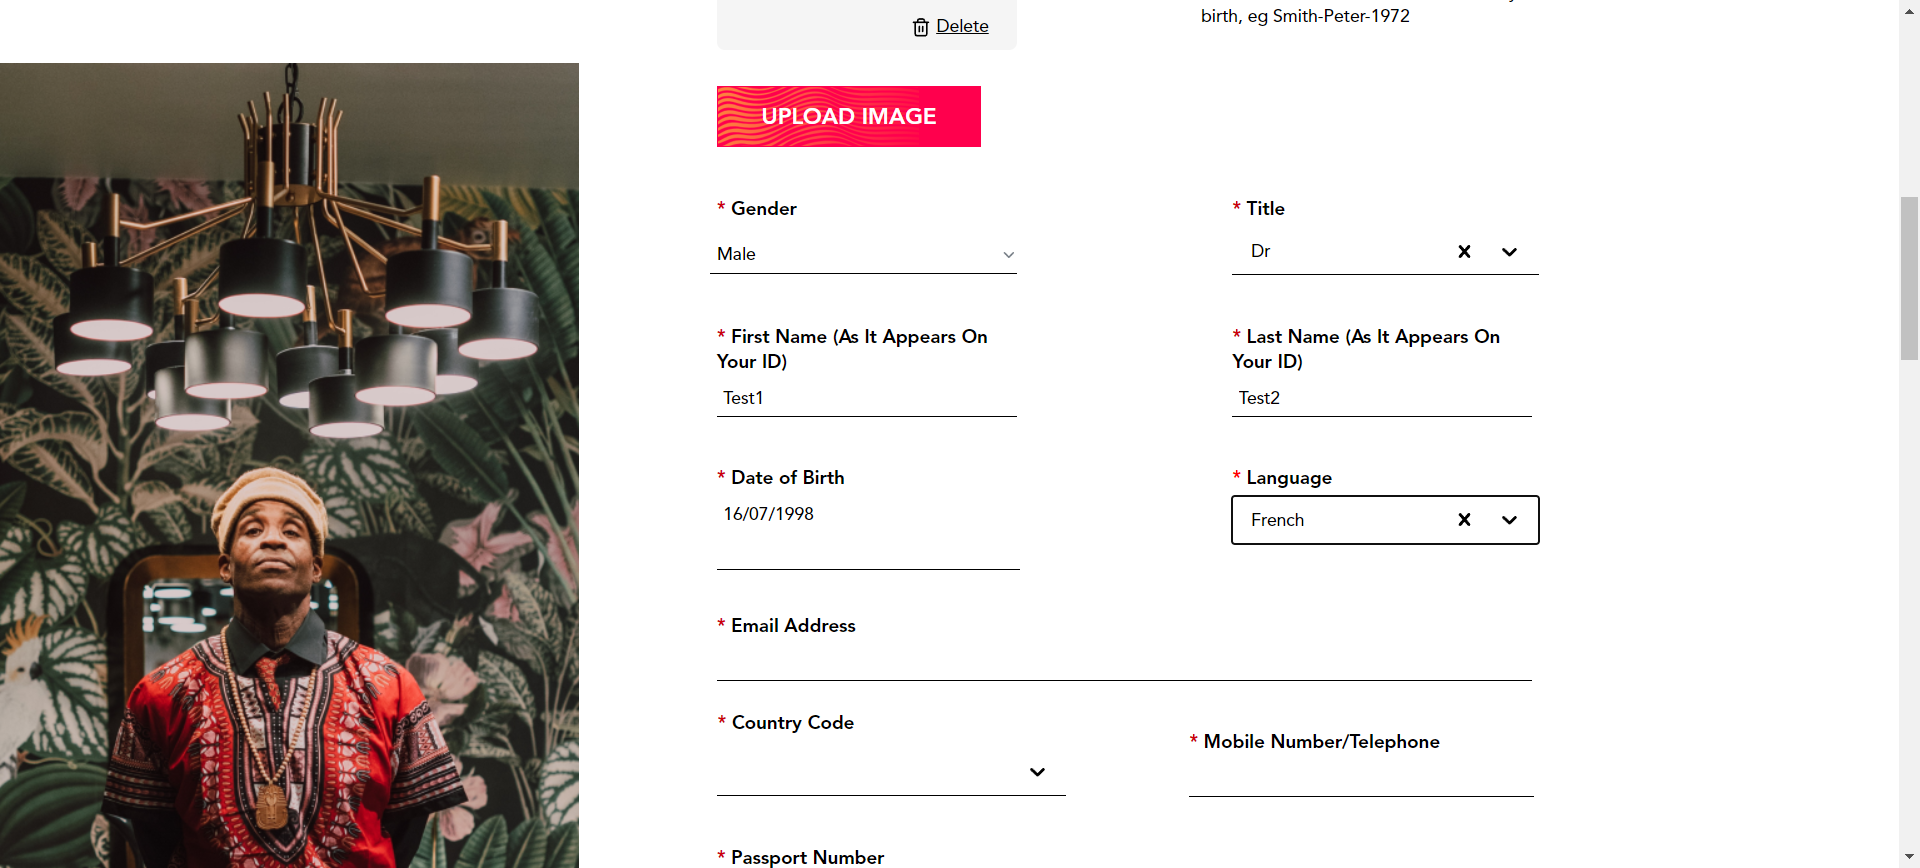 birth, eg Smith-Peter-1972
Delete
UPLOAD IMAGE
* Gender
* Title
Male
Dr
* First Name (As It Appears On
Your ID)
* Last Name (As It Appears On
Your ID)
Test1
Test2
* Date of Birth
* Language
16/07/1998
French
* Email Address
* Country Code
* Mobile Number/Telephone
* Passport Number